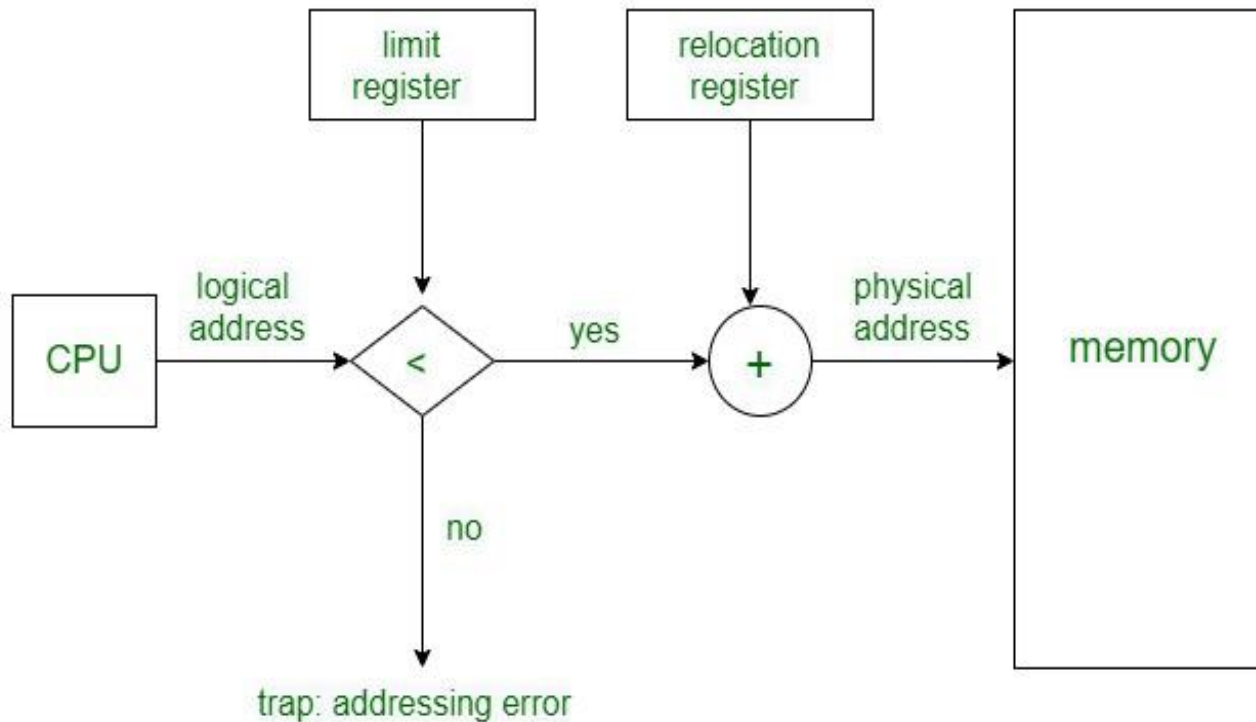 limit
register
relocation
register
logical
address
physical
address
CPU
<
yes
+
memory
no
trap: addressing error